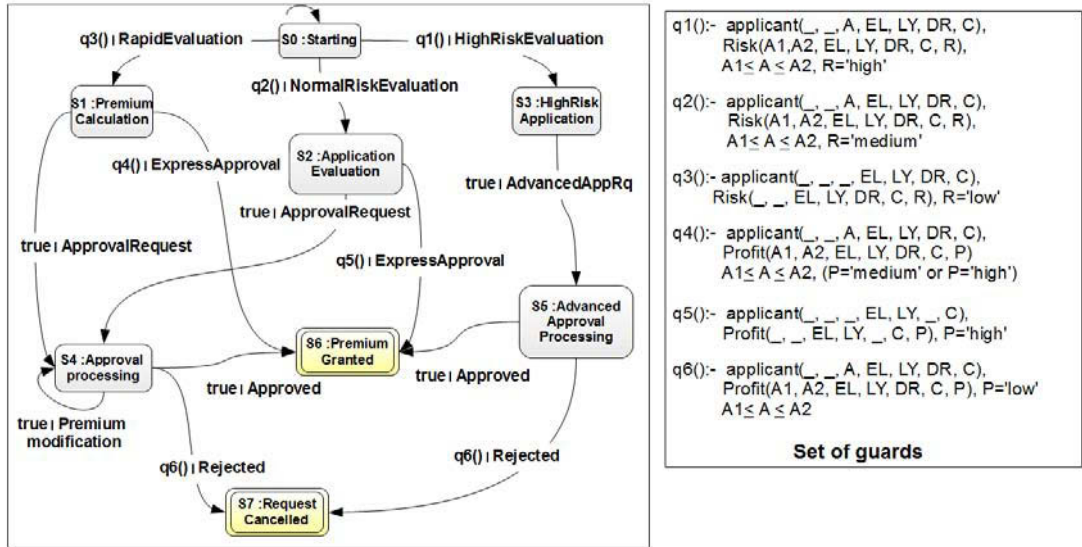 q3() | RapidEvaluation
S0 :Starting
q1() | HighRiskEvaluation
q2() | NormalRiskEvaluation
S1 :Premium
Calculation
S3 :HighRisk
Application
q4() | ExpressApproval
S2 : Application
Evaluation
true | AdvancedAppRq
true | ApprovalRequest
true | ApprovalRequest
q5() | ExpressApproval
S5 :Advanced
Approval
Processing
S6 :Premium
Granted
S4 :Approval
processing
true | Approved
true | Approved
true | Premium
modification
q6() | Rejected
q6() | Rejected
S7 :Request
Cancelled
q1():- applicant(_, _, A, EL, LY, DR, C),
Risk(A1,A2, EL, LY, DR, C, R),
A1≤ A ≤ A2, R='high'
q2():- applicant(_, _, A, EL, LY, DR, C),
Risk(A1, A2, EL, LY, DR, C, R),
A1≤ A ≤ A2, R='medium'
q3():- applicant(_, _, _, EL, LY, DR, C),
Risk(_, _, EL, LY, DR, C, R), R='low'
q4():- applicant(_, _, A, EL, LY, DR, C),
Profit(A1, A2, EL, LY, DR, C, P)
A1≤ A ≤ A2, (P='medium' or P='high')
q5():- applicant(_, _, _, EL, LY, _, C),
Profit(_, _, EL, LY, _, C, P), P='high'
q6():- applicant(_, _, A, EL, LY, DR, C),
Profit(A1, A2, EL, LY, DR, C, P), P='low'
A1≤ A ≤ A2
Set of guards